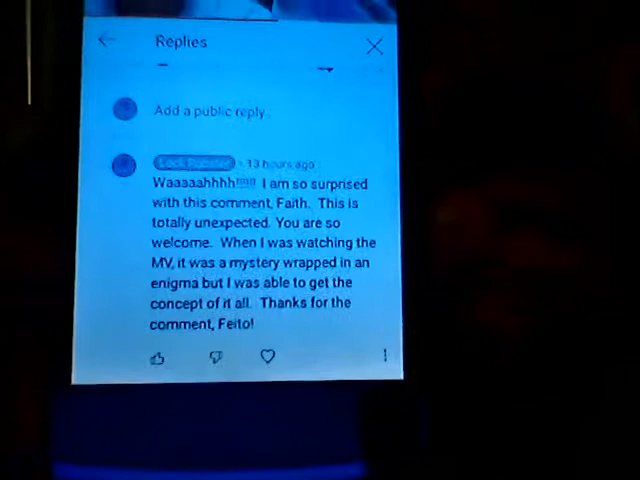 Replies
Add a public reply
13 hours ago
Waaaaahhhh!!!!! I am so surprised
with this comment, Faith. This is
totally unexpected. You are so
welcome. When I was watching the
MV, it was a mystery wrapped in an
enigma but I was able to get the
concept of it all. Thanks for the
comment, Feito!